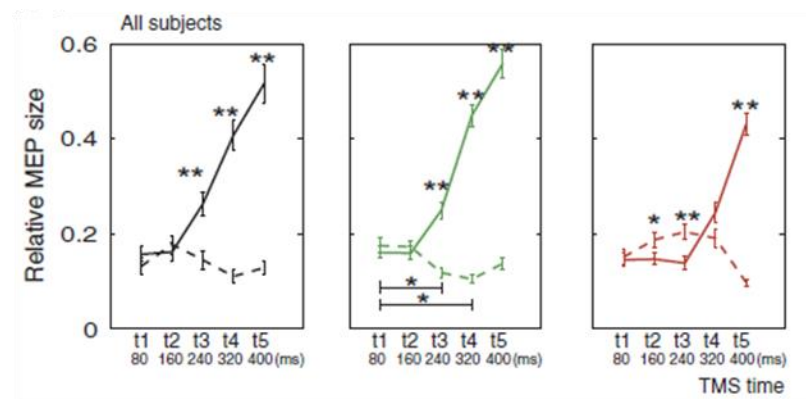 All subjects
Relative MEP size
0.6
0.4
0.2
0
** ** ** **
** ** ** **
* ** **
*
*
t1 t2 t3 t4 t5
80 160 240 320 400 (ms)
t1 t2 t3 t4 t5
80 160 240 320 400 (ms)
t1 t2 t3 t4 t5
80 160 240 320 400 (ms)
TMS time